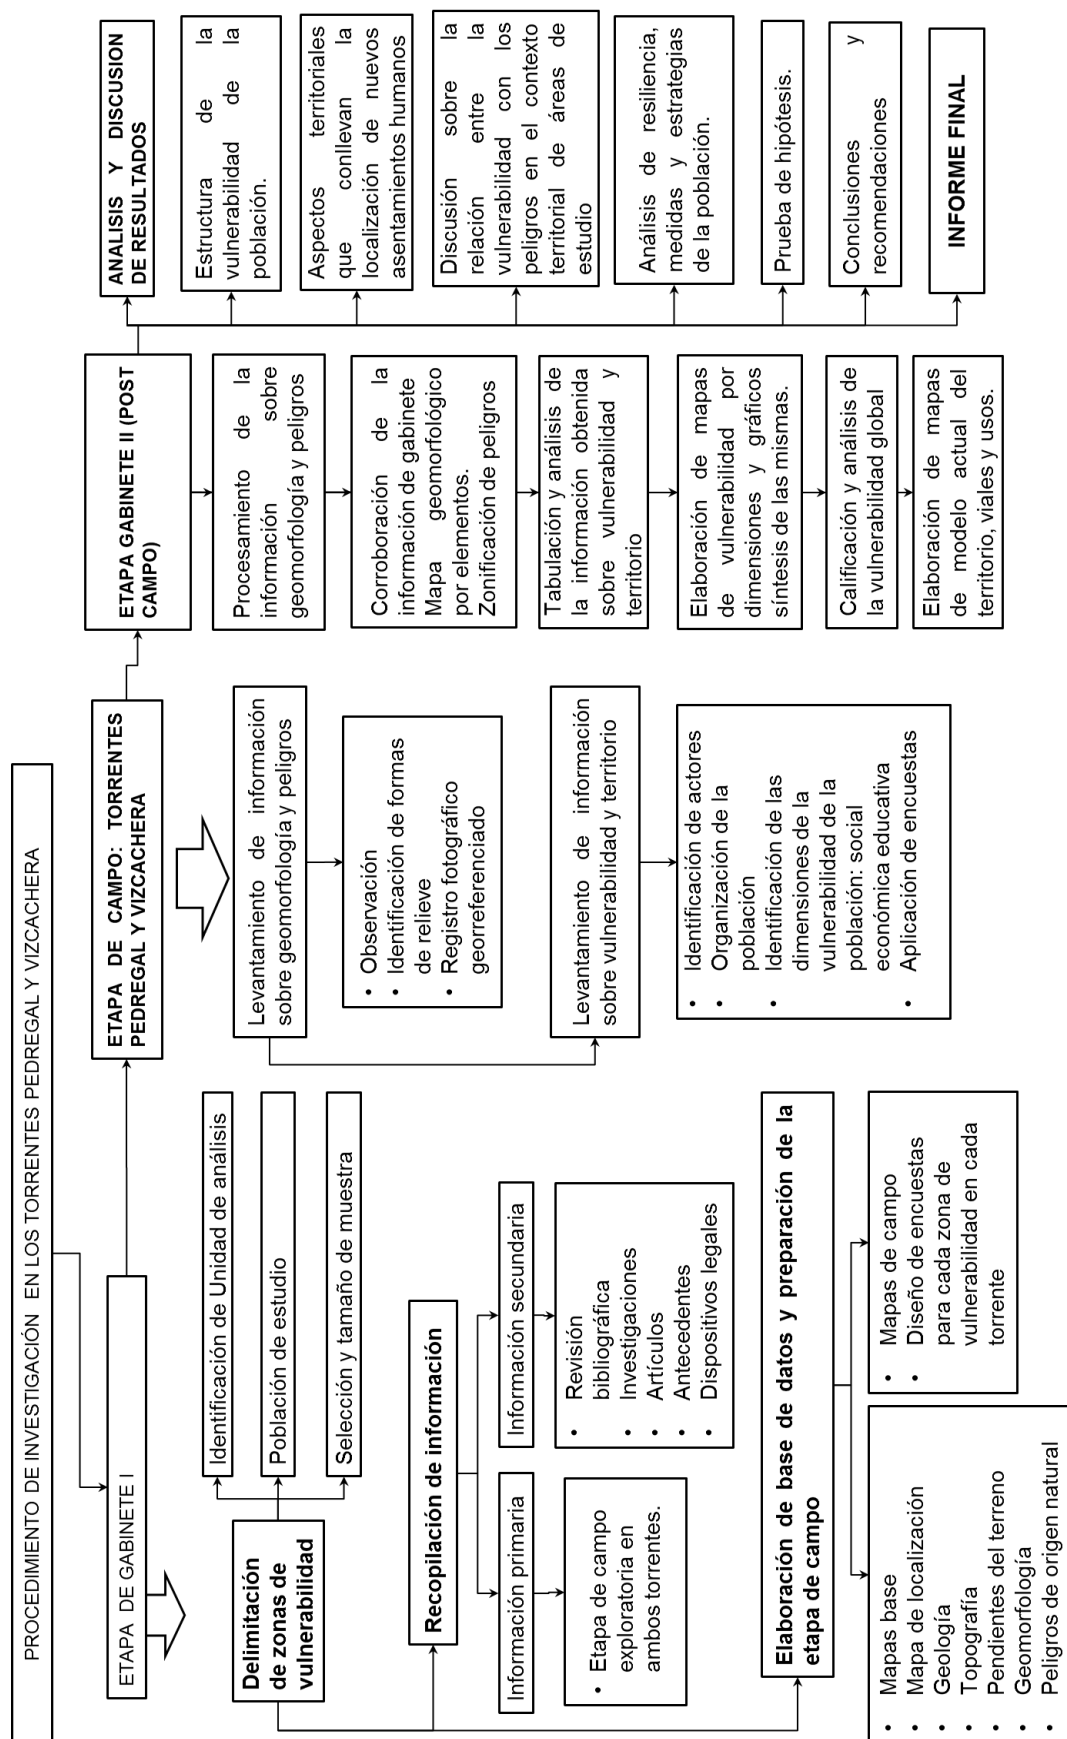 PROCEDIMIENTO DE INVESTIGACIÓN EN LOS TORRENTES PEDREGAL Y VIZCACHERA
ETAPA DE GABINETE I
Delimitación
de zonas de
vulnerabilidad
Identificación de Unidad de análisis
Población de estudio
Selección y tamaño de muestra
Recopilación de información
Información primaria
• Etapa de campo
exploratoria en
ambos torrentes.
Información secundaria
• Revisión
bibliográfica
• Investigaciones
• Artículos
• Antecedentes
• Dispositivos legales
Elaboración de base de datos y preparación de la
etapa de campo
• Mapas base
• Mapa de localización
• Geología
• Topografía
• Pendientes del terreno
• Geomorfología
• Peligros de origen natural
• Mapas de campo
• Diseño de encuestas
para cada zona de
vulnerabilidad en cada
torrente
ETAPA DE CAMPO: TORRENTES
PEDREGAL Y VIZCACHERA
Levantamiento de información
sobre geomorfología y peligros
• Observación
• Identificación de formas
de relieve
• Registro fotográfico
georreferenciado
Levantamiento de información
sobre vulnerabilidad y territorio
• Identificación de actores
• Organización de la
población
• Identificación de las
dimensiones de la
vulnerabilidad de la
población: social
económica educativa
• Aplicación de encuestas
ETAPA GABINETE II (POST
CAMPO)
Procesamiento de la
información sobre
geomorfología y peligros
Corroboración de la
información de gabinete
Mapa geomorfológico
por elementos.
Zonificación de peligros
Tabulación y análisis de
la información obtenida
sobre vulnerabilidad y
territorio
Elaboración de mapas
de vulnerabilidad por
dimensiones y gráficos
síntesis de las mismas.
Calificación y análisis de
la vulnerabilidad global
Elaboración de mapas
de modelo actual del
territorio, viales y usos.
ANALISIS Y DISCUSION
DE RESULTADOS
Estructura de la
vulnerabilidad de la
población.
Aspectos territoriales
que conllevan la
localización de nuevos
asentamientos humanos
Discusión sobre la
relación entre la
vulnerabilidad con los
peligros en el contexto
territorial de áreas de
estudio
Análisis de resiliencia,
medidas y estrategias
de la población.
Prueba de hipótesis.
Conclusiones y
recomendaciones
INFORME FINAL